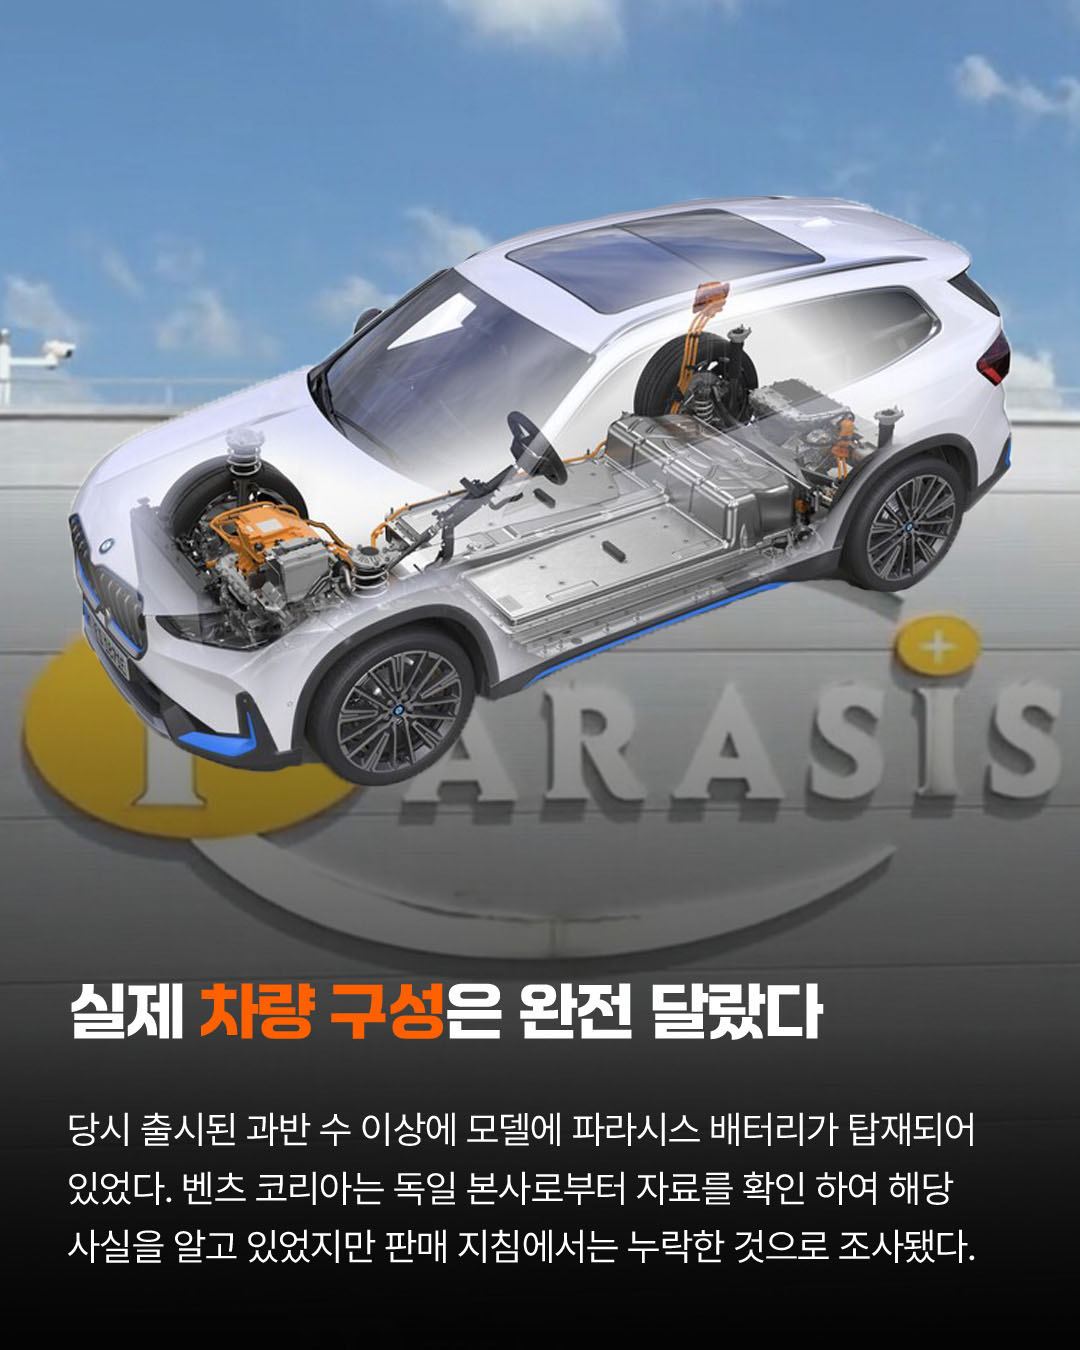 PARASIS
실제 차량 구성은 완전 달랐다
당시 출시된 과반 수 이상에 모델에 파라시스 배터리가 탑재되어
있었다. 벤츠 코리아는 독일 본사로부터 자료를 확인 하여 해당
사실을 알고 있었지만 판매 지침에서는 누락한 것으로 조사됐다.